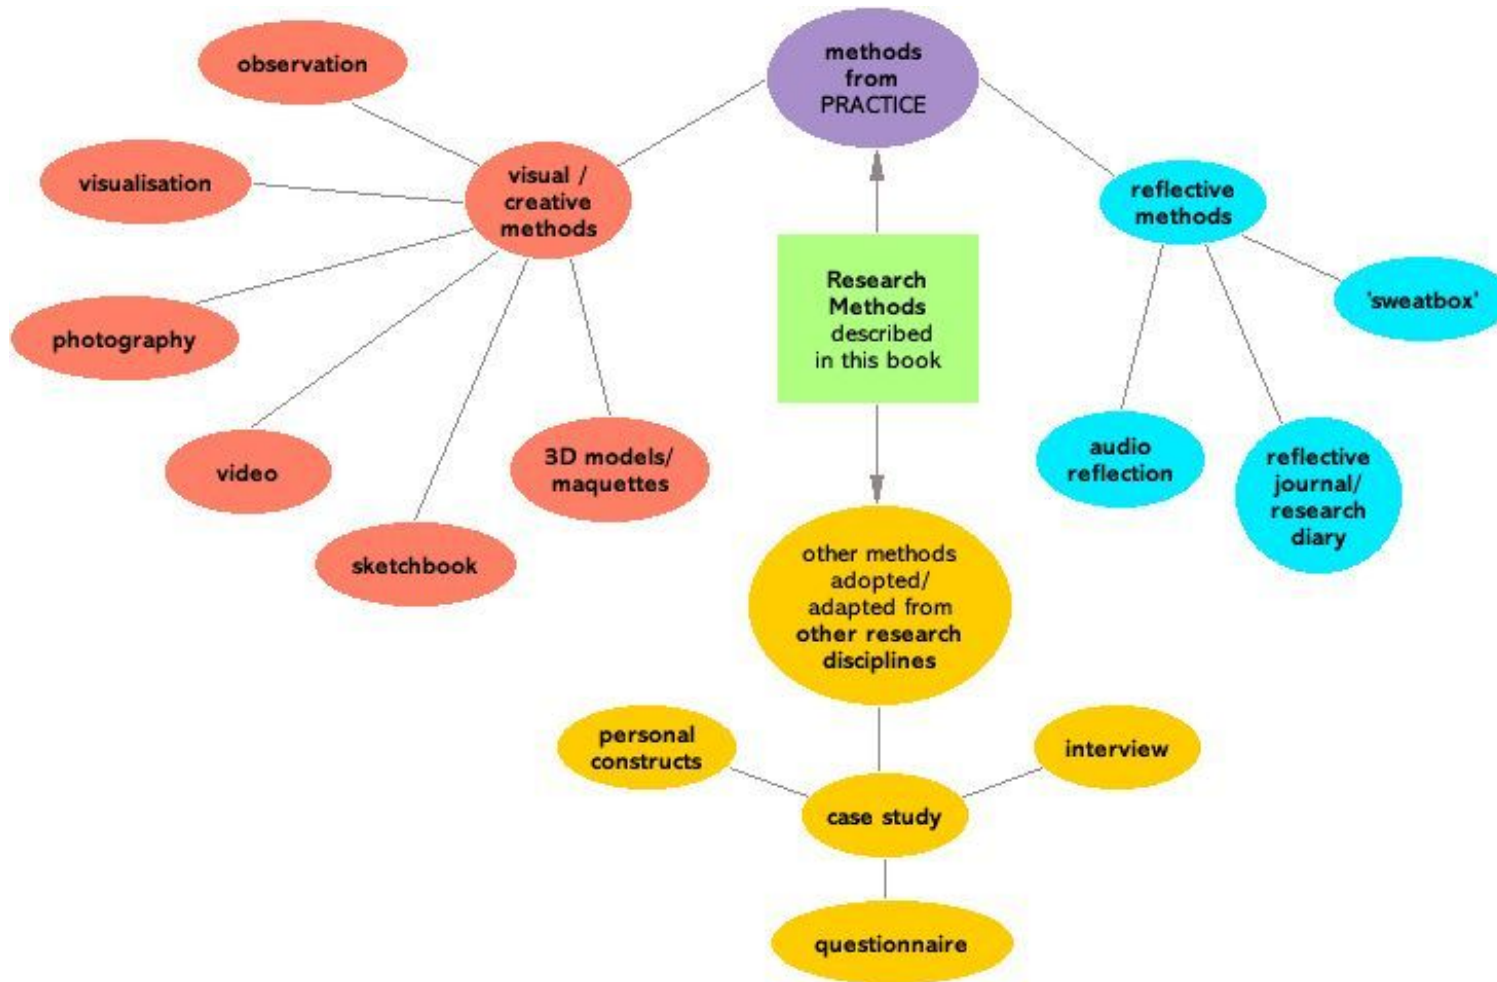 methods
from
PRACTICE
observation
visualisation
visual /
creative
methods
photography
video
sketchbook
3D models/
maquettes
reflective
methods
'sweatbox'
audio
reflection
reflective
journal/
research
diary
Research
Methods
described
in this book
other methods
adopted/
adapted from
other research
disciplines
personal
constructs
interview
case study
questionnaire